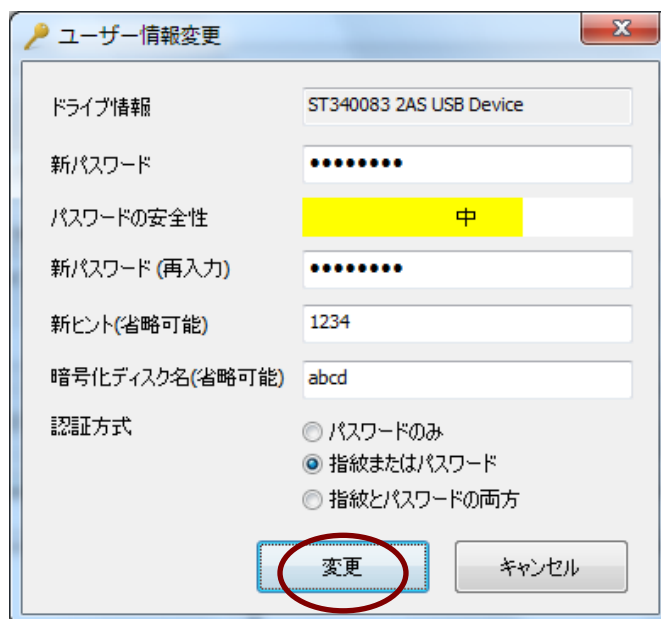 ユーザー情報変更
ドライブ情報 ST340083 2AS USB Device
新パスワード ●●●●●●●●
パスワードの安全性 中
新パスワード (再入力) ●●●●●●●●
新ヒント(省略可能) 1234
暗号化ディスク名(省略可能) abcd
認証方式 パスワードのみ
指紋またはパスワード
指紋とパスワードの両方
変更 キャンセル